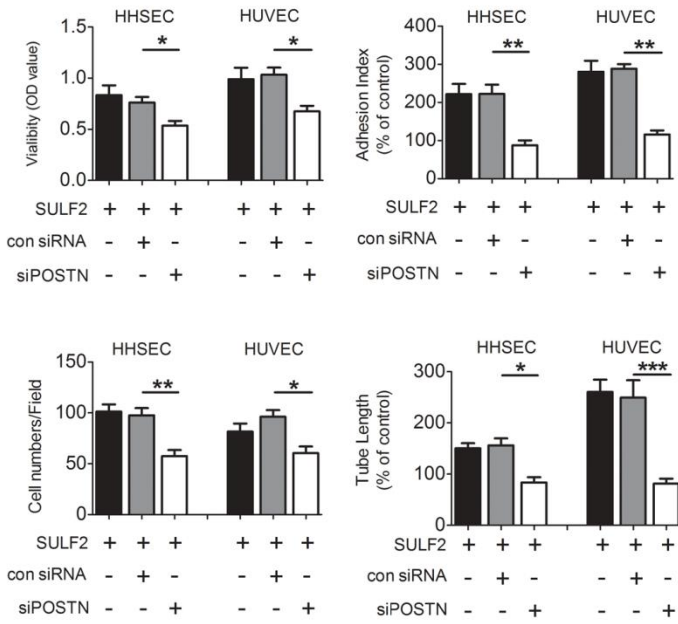 HHSEC HUVEC
* *
Vialibity (OD value)
1.5
1.0
0.5
0.0
SULF2 + + + + + +
con siRNA - + - - + -
siPOSTN - - + - - +
HHSEC HUVEC
** **
Adhesion Index
(% of control)
400
300
200
100
0
SULF2 + + + + + +
con siRNA - + - - + -
siPOSTN - - + - - +
HHSEC HUVEC
** *
Cell numbers/Field
150
100
50
0
SULF2 + + + + + +
con siRNA - + - - + -
siPOSTN - - + - - +
HHSEC HUVEC
* ***
Tube Length
(% of control)
300
200
100
0
SULF2 + + + + + +
con siRNA - + - - + -
siPOSTN - - + - - +